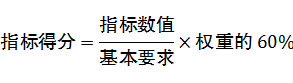 指标得分 = 指标数值 / 基本要求 × 权重的 60%